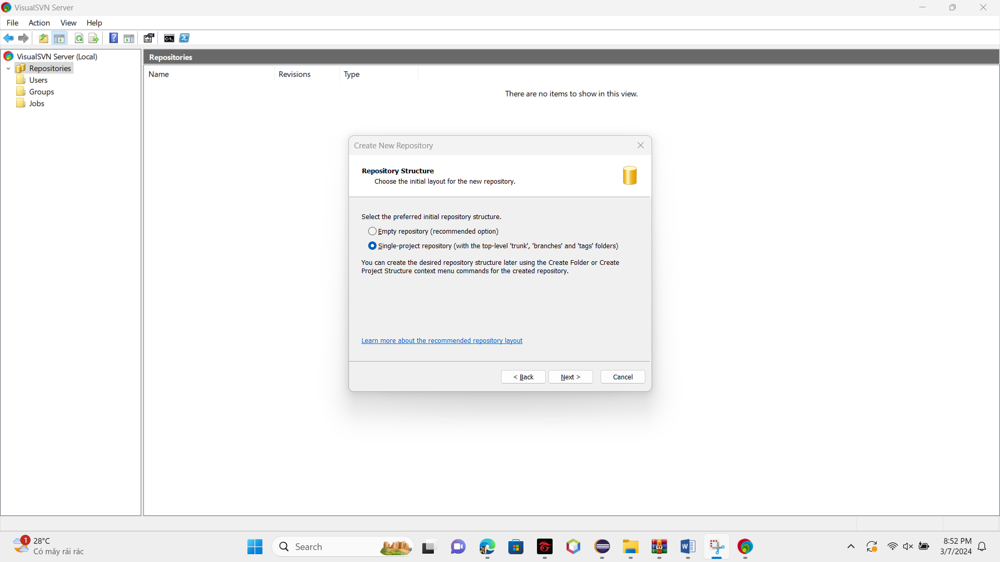 VisualSVN Server
File Action View Help
VisualSVN Server (Local)
Repositories
Users
Groups
Jobs
Repositories
Name Revisions Type
There are no items to show in this view.
Create New Repository
Repository Structure
Choose the initial layout for the new repository.
Select the preferred initial repository structure.
Empty repository (recommended option)
Single-project repository (with the top-level 'trunk', 'branches' and 'tags' folders)
You can create the desired repository structure later using the Create Folder or Create
Project Structure context menu commands for the created repository.
Learn more about the recommended repository layout
< Back Next > Cancel
1
28°C
Có mây rải rác
Search
8:52 PM
3/7/2024